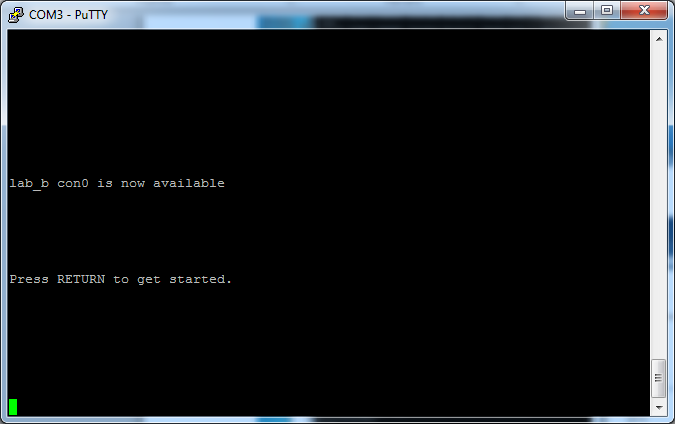 COM3 - PuTTY
lab_b con0 is now available
Press RETURN to get started.